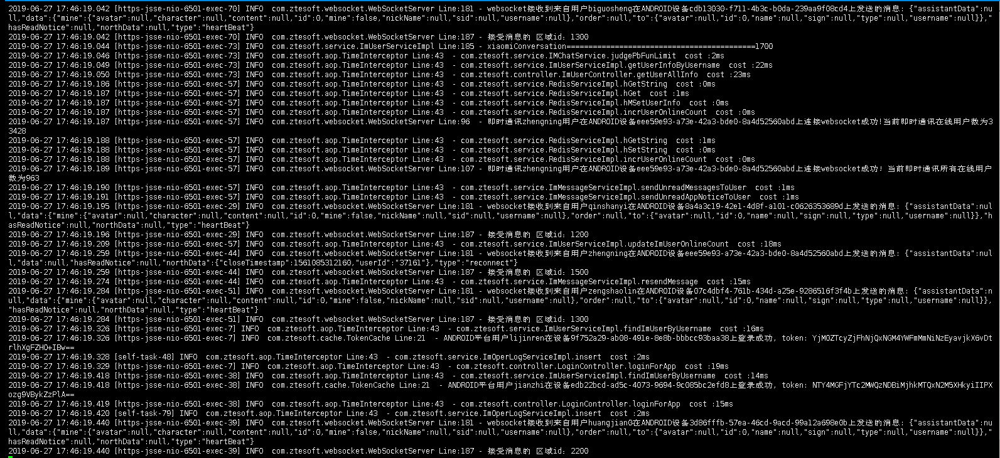 2019-06-27 17:46:19.042 [https-jsse-nio-6501-exec-70] INFO  com.ztesoft.websocket.WebSocketServer Line:181 - websocket接收到来自用户biguosheng在ANDROID设备cdb13030-f711-4b3c-b0da-239aa9f08cd4上发送的消息: {"assistantData":nu
ll,"data":{"mine":{"avatar":null,"character":null,"content":null,"id":0,"mine":false,"nickName":null,"sid":null,"username":null},"order":null,"to":{"avatar":null,"id":0,"name":null,"sign":null,"type":null,"username":null}},"
hasReadNotice":null,"northData":null,"type":"heartBeat"}
2019-06-27 17:46:19.042 [https-jsse-nio-6501-exec-70] INFO  com.ztesoft.websocket.WebSocketServer Line:187 - 接受消息的 区域id: 1300
2019-06-27 17:46:19.044 [https-jsse-nio-6501-exec-73] INFO  com.ztesoft.service.ImUserServiceImpl Line:185 - xiaomiConversation===========================================1700
2019-06-27 17:46:19.046 [https-jsse-nio-6501-exec-73] INFO  com.ztesoft.aop.TimeInterceptor Line:43  - com.ztesoft.service.IMChatService.judgePbFunLimit  cost :2ms
2019-06-27 17:46:19.049 [https-jsse-nio-6501-exec-73] INFO  com.ztesoft.aop.TimeInterceptor Line:43  - com.ztesoft.service.ImUserServiceImpl.getUserInfoByUsername  cost :22ms
2019-06-27 17:46:19.050 [https-jsse-nio-6501-exec-73] INFO  com.ztesoft.aop.TimeInterceptor Line:43  - com.ztesoft.controller.ImUserController.getUserAllInfo  cost :23ms
2019-06-27 17:46:19.186 [https-jsse-nio-6501-exec-57] INFO  com.ztesoft.aop.TimeInterceptor Line:43  - com.ztesoft.service.RedisServiceImpl.hGetString  cost :0ms
2019-06-27 17:46:19.187 [https-jsse-nio-6501-exec-57] INFO  com.ztesoft.aop.TimeInterceptor Line:43  - com.ztesoft.service.RedisServiceImpl.hGet  cost :1ms
2019-06-27 17:46:19.187 [https-jsse-nio-6501-exec-57] INFO  com.ztesoft.aop.TimeInterceptor Line:43  - com.ztesoft.service.RedisServiceImpl.hMSetUserInfo  cost :0ms
2019-06-27 17:46:19.187 [https-jsse-nio-6501-exec-57] INFO  com.ztesoft.aop.TimeInterceptor Line:43  - com.ztesoft.service.RedisServiceImpl.incrUserOnlineCount  cost :0ms
2019-06-27 17:46:19.187 [https-jsse-nio-6501-exec-57] INFO  com.ztesoft.websocket.WebSocketServer Line:96  - 即时通讯zhengning用户在ANDROID设备eee59e93-a73e-42a3-bde0-8a4d52560abd上连接websocket成功!当前即时通讯在线用户数为3
3428
2019-06-27 17:46:19.188 [https-jsse-nio-6501-exec-57] INFO  com.ztesoft.aop.TimeInterceptor Line:43  - com.ztesoft.service.RedisServiceImpl.hGetString  cost :1ms
2019-06-27 17:46:19.188 [https-jsse-nio-6501-exec-57] INFO  com.ztesoft.aop.TimeInterceptor Line:43  - com.ztesoft.service.RedisServiceImpl.hSetString  cost :0ms
2019-06-27 17:46:19.188 [https-jsse-nio-6501-exec-57] INFO  com.ztesoft.aop.TimeInterceptor Line:43  - com.ztesoft.service.RedisServiceImpl.incrUserOnlineCount  cost :0ms
2019-06-27 17:46:19.189 [https-jsse-nio-6501-exec-57] INFO  com.ztesoft.websocket.WebSocketServer Line:107 - 即时通讯zhengning用户在ANDROID设备eee59e93-a73e-42a3-bde0-8a4d52560abd上连接websocket成功! 当前即时通讯所有在线用户
数为963
2019-06-27 17:46:19.190 [https-jsse-nio-6501-exec-57] INFO  com.ztesoft.aop.TimeInterceptor Line:43  - com.ztesoft.service.ImMessageServiceImpl.sendUnreadMessagesToUser  cost :1ms
2019-06-27 17:46:19.191 [https-jsse-nio-6501-exec-57] INFO  com.ztesoft.aop.TimeInterceptor Line:43  - com.ztesoft.service.ImMessageServiceImpl.sendUnreadAppNoticeToUser  cost :1ms
2019-06-27 17:46:19.195 [https-jsse-nio-6501-exec-29] INFO  com.ztesoft.websocket.WebSocketServer Line:181 - websocket接收到来自用户qinshanyi在ANDROID设备8a4a3c19-42e1-4d8f-a101-c0626353689d上发送的消息: {"assistantData":nul
l,"data":{"mine":{"avatar":null,"character":null,"content":null,"id":0,"mine":false,"nickName":null,"sid":null,"username":null},"order":null,"to":{"avatar":null,"id":0,"name":null,"sign":null,"type":null,"username":null}},"h
asReadNotice":null,"northData":null,"type":"heartBeat"}
2019-06-27 17:46:19.196 [https-jsse-nio-6501-exec-29] INFO  com.ztesoft.websocket.WebSocketServer Line:187 - 接受消息的 区域id: 1200
2019-06-27 17:46:19.209 [https-jsse-nio-6501-exec-57] INFO  com.ztesoft.aop.TimeInterceptor Line:43  - com.ztesoft.service.ImUserServiceImpl.updateImUserOnlineCount  cost :18ms
2019-06-27 17:46:19.259 [https-jsse-nio-6501-exec-44] INFO  com.ztesoft.websocket.WebSocketServer Line:181 - websocket接收到来自用户zhengning在ANDROID设备eee59e93-a73e-42a3-bde0-8a4d52560abd上发送的消息: {"assistantData":nul
l,"data":null,"hasReadNotice":null,"northData":{"closeTimestamp":1561085312160,"userId":"37161"},"type":"reconnect"}
2019-06-27 17:46:19.259 [https-jsse-nio-6501-exec-44] INFO  com.ztesoft.websocket.WebSocketServer Line:187 - 接受消息的 区域id: 1500
2019-06-27 17:46:19.274 [https-jsse-nio-6501-exec-44] INFO  com.ztesoft.aop.TimeInterceptor Line:43  - com.ztesoft.service.ImMessageServiceImpl.resendMessage  cost :15ms
2019-06-27 17:46:19.284 [https-jsse-nio-6501-exec-51] INFO  com.ztesoft.websocket.WebSocketServer Line:181 - websocket接收到来自用户zengshaolin在ANDROID设备07c4dbf4-761b-434d-a25e-9286516f3f4b上发送的消息: {"assistantData":n
ull,"data":{"mine":{"avatar":null,"character":null,"content":null,"id":0,"mine":false,"nickName":null,"sid":null,"username":null},"order":null,"to":{"avatar":null,"id":0,"name":null,"sign":null,"type":null,"username":null}},
"hasReadNotice":null,"northData":null,"type":"heartBeat"}
2019-06-27 17:46:19.284 [https-jsse-nio-6501-exec-51] INFO  com.ztesoft.websocket.WebSocketServer Line:187 - 接受消息的 区域id: 1300
2019-06-27 17:46:19.326 [https-jsse-nio-6501-exec-7] INFO  com.ztesoft.aop.TimeInterceptor Line:43  - com.ztesoft.service.ImUserServiceImpl.findImUserByUsername  cost :16ms
2019-06-27 17:46:19.326 [https-jsse-nio-6501-exec-7] INFO  com.ztesoft.cache.TokenCache Line:21  - ANDROID平台用户lijinren在设备9f752a29-ab08-491e-8e8b-bbbcc93baa38上登录成功, token: YjM0ZTcyZjFhNjQxNGM4YWFmMmNiNzEyavjkX6vDt
rlhXgFZHO+IBw==
2019-06-27 17:46:19.328 [self-task-48] INFO  com.ztesoft.aop.TimeInterceptor Line:43  - com.ztesoft.service.ImOperLogServiceImpl.insert  cost :2ms
2019-06-27 17:46:19.329 [https-jsse-nio-6501-exec-7] INFO  com.ztesoft.aop.TimeInterceptor Line:43  - com.ztesoft.controller.LoginController.loginForApp  cost :19ms
2019-06-27 17:46:19.418 [https-jsse-nio-6501-exec-38] INFO  com.ztesoft.aop.TimeInterceptor Line:43  - com.ztesoft.service.ImUserServiceImpl.findImUserByUsername  cost :14ms
2019-06-27 17:46:19.418 [https-jsse-nio-6501-exec-38] INFO  com.ztesoft.cache.TokenCache Line:21  - ANDROID平台用户jianzhi在设备edb22bcd-ad5c-4073-9694-9c085bc2efd8上登录成功, token: NTY4MGFjYTc2MWQzNDBiMjhkMTQxN2M5XHkyiIIPX
ozg9VBykZzPlA==
2019-06-27 17:46:19.419 [https-jsse-nio-6501-exec-38] INFO  com.ztesoft.aop.TimeInterceptor Line:43  - com.ztesoft.controller.LoginController.loginForApp  cost :15ms
2019-06-27 17:46:19.420 [self-task-79] INFO  com.ztesoft.aop.TimeInterceptor Line:43  - com.ztesoft.service.ImOperLogServiceImpl.insert  cost :2ms
2019-06-27 17:46:19.440 [https-jsse-nio-6501-exec-39] INFO  com.ztesoft.websocket.WebSocketServer Line:181 - websocket接收到来自用户huangjian0在ANDROID设备3d86fffb-57ea-46cd-9acd-99a12a698e0b上发送的消息: {"assistantData":nu
ll,"data":{"mine":{"avatar":null,"character":null,"content":null,"id":0,"mine":false,"nickName":null,"sid":null,"username":null},"order":null,"to":{"avatar":null,"id":0,"name":null,"sign":null,"type":null,"username":null}},"
hasReadNotice":null,"northData":null,"type":"heartBeat"}
2019-06-27 17:46:19.440 [https-jsse-nio-6501-exec-39] INFO  com.ztesoft.websocket.WebSocketServer Line:187 - 接受消息的 区域id: 2200